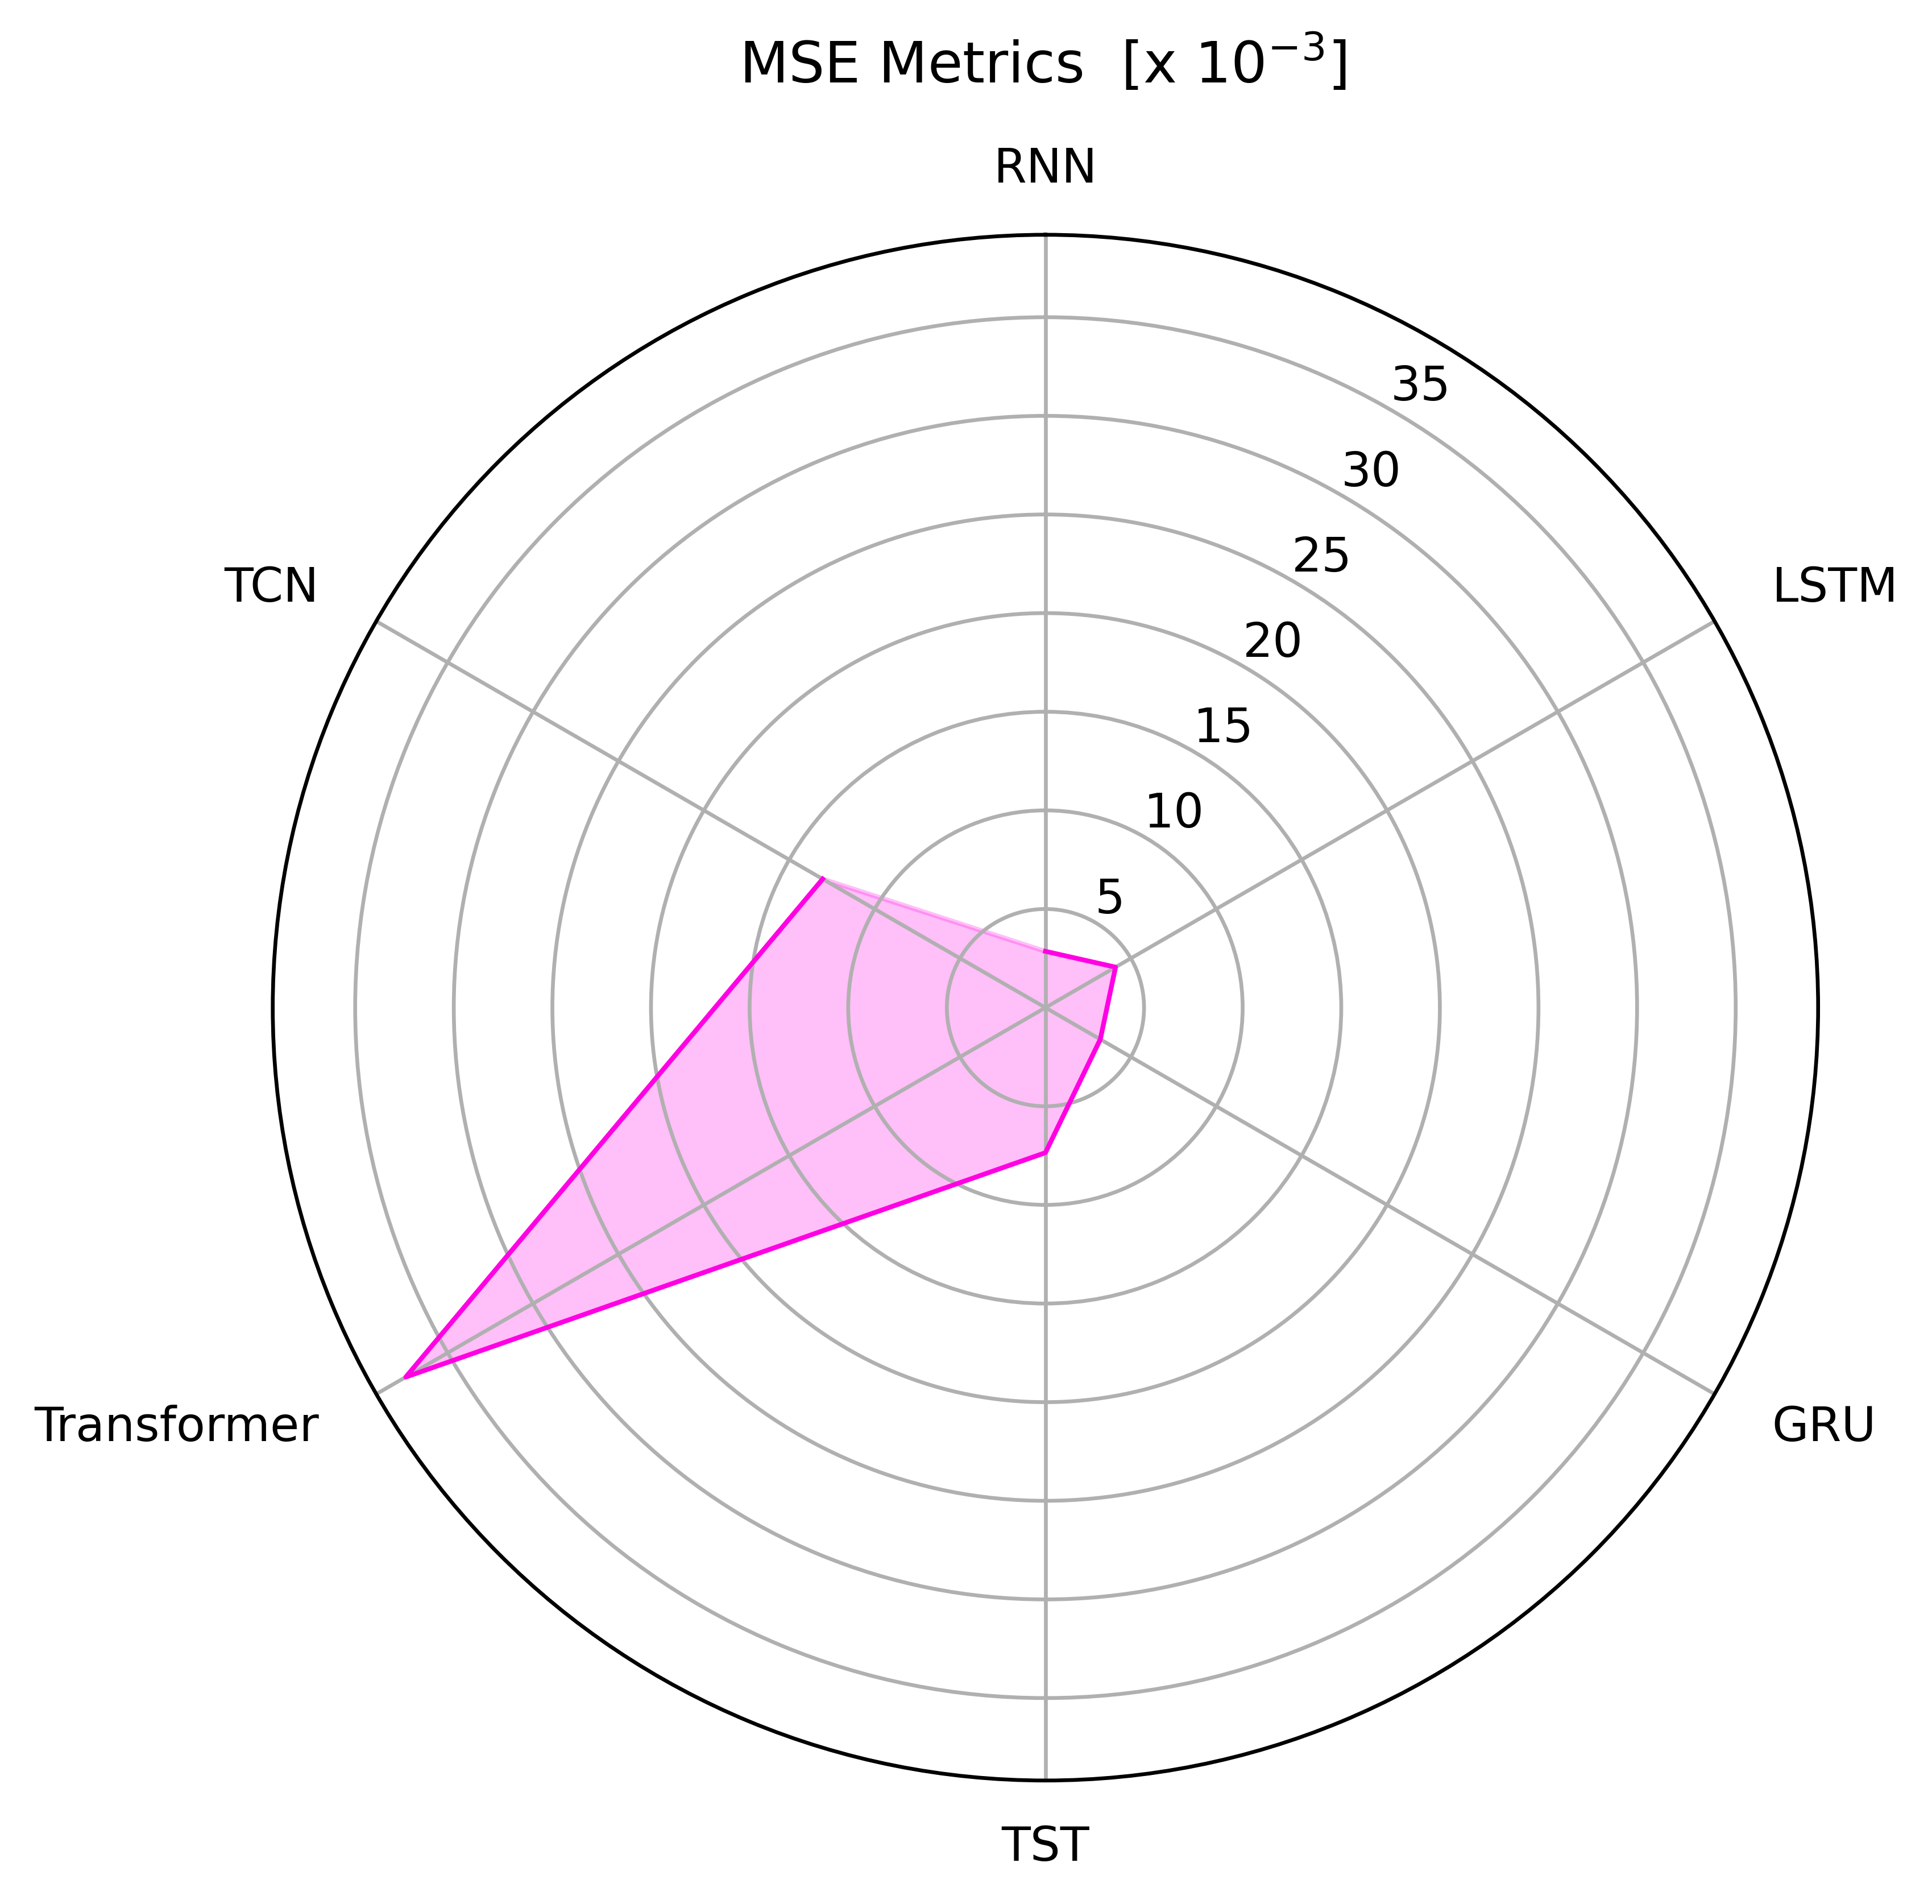 MSE Metrics [x 10⁻³]
RNN
35
30
25
TCN
LSTM
20
15
10
5
Transformer
GRU
TST